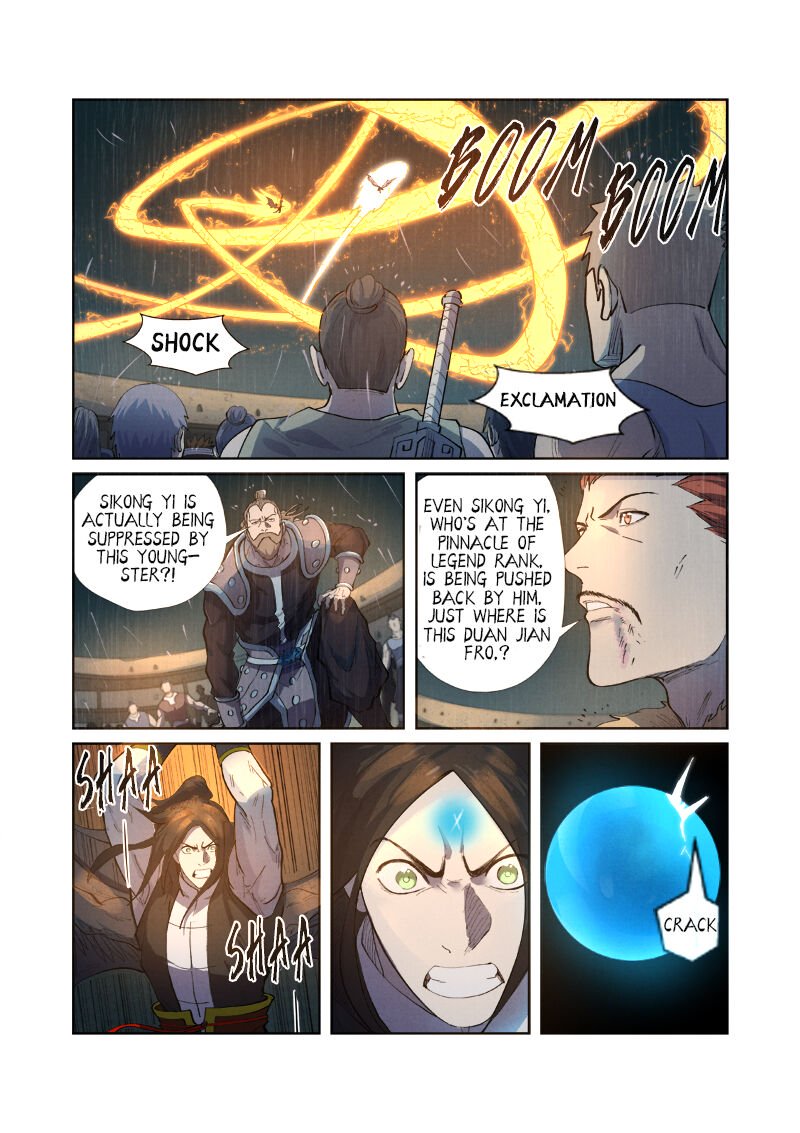 BOOM
BOOM
SHOCK
EXCLAMATION
SIKONG YI IS
ACTUALLY BEING
SUPPRESSED BY
THIS YOUNG-
STER?!
EVEN SIKONG YI,
WHO'S AT THE
PINNACLE OF
LEGEND RANK,
IS BEING PUSHED
BACK BY HIM,
JUST WHERE IS
THIS DUAN JIAN
FRO,?
SHAA
SHAA
CRACK